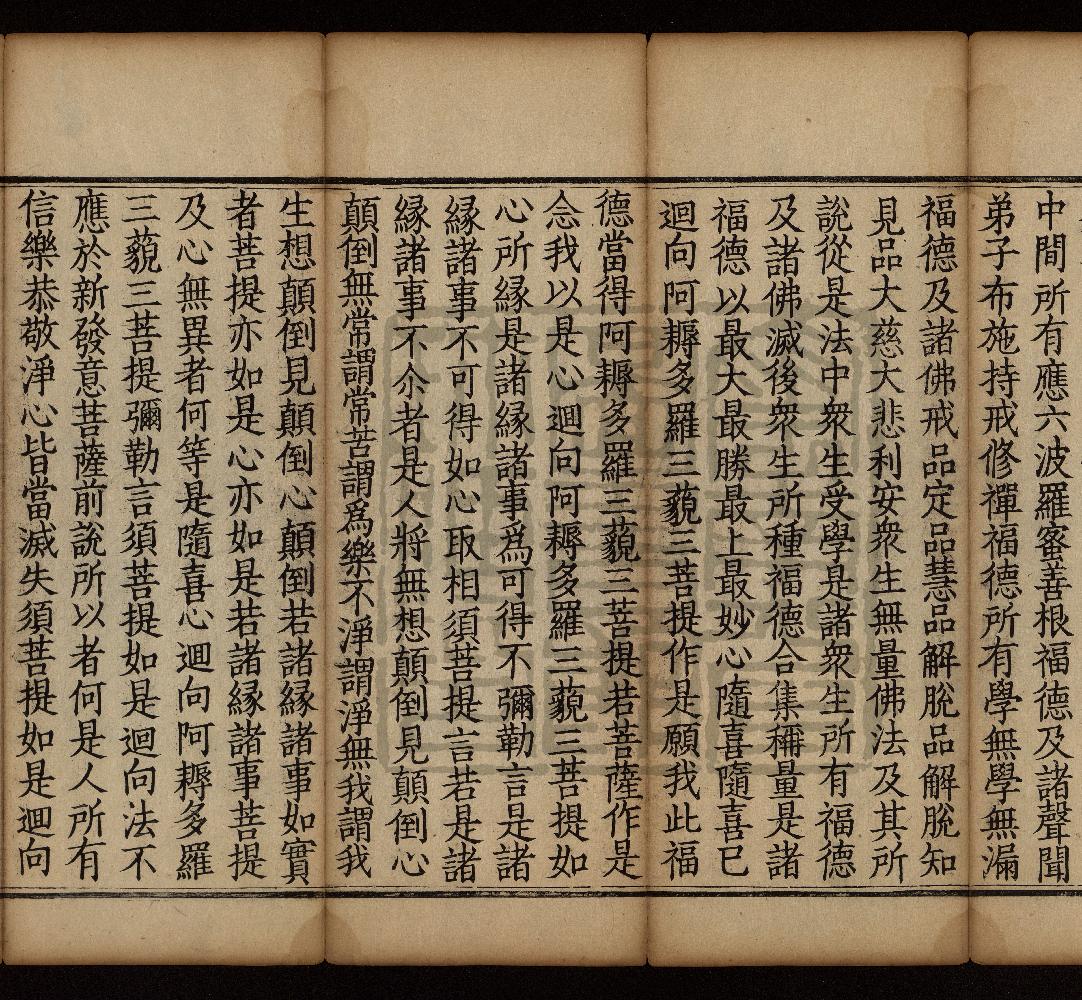 中間所有應六波羅蜜善根福德及諸聲聞
弟子布施持戒修禪福德所有學無學無漏
福德及諸佛戒品定品慧品解脫品解脫知
見品大慈大悲利安衆生無量佛法及其所
說從是法中衆生受學是諸衆生所有福德
及諸佛滅後衆生所種福德合集稱量是諸
福德以最大最勝最上最妙心隨喜隨喜已
迴向阿耨多羅三藐三菩提作是願我此福
德當得阿耨多羅三藐三菩提若菩薩作是
念我以是心迴向阿耨多羅三藐三菩提如
心所緣是諸緣諸事爲可得不彌勒言是諸
緣諸事不可得如心取相須菩提言若是諸
緣諸事不尒者是人將無想顛倒見顛倒心
顛倒無常謂常苦謂爲樂不淨謂淨無我謂我
生想顛倒見顛倒心顛倒若諸緣諸事如實
者菩提亦如是心亦如是若諸緣諸事菩提
及心無異者何等是隨喜心迴向阿耨多羅
三藐三菩提彌勒言須菩提如是迴向法不
應於新發意菩薩前說所以者何是人所有
信樂恭敬淨心皆當滅失須菩提如是迴向